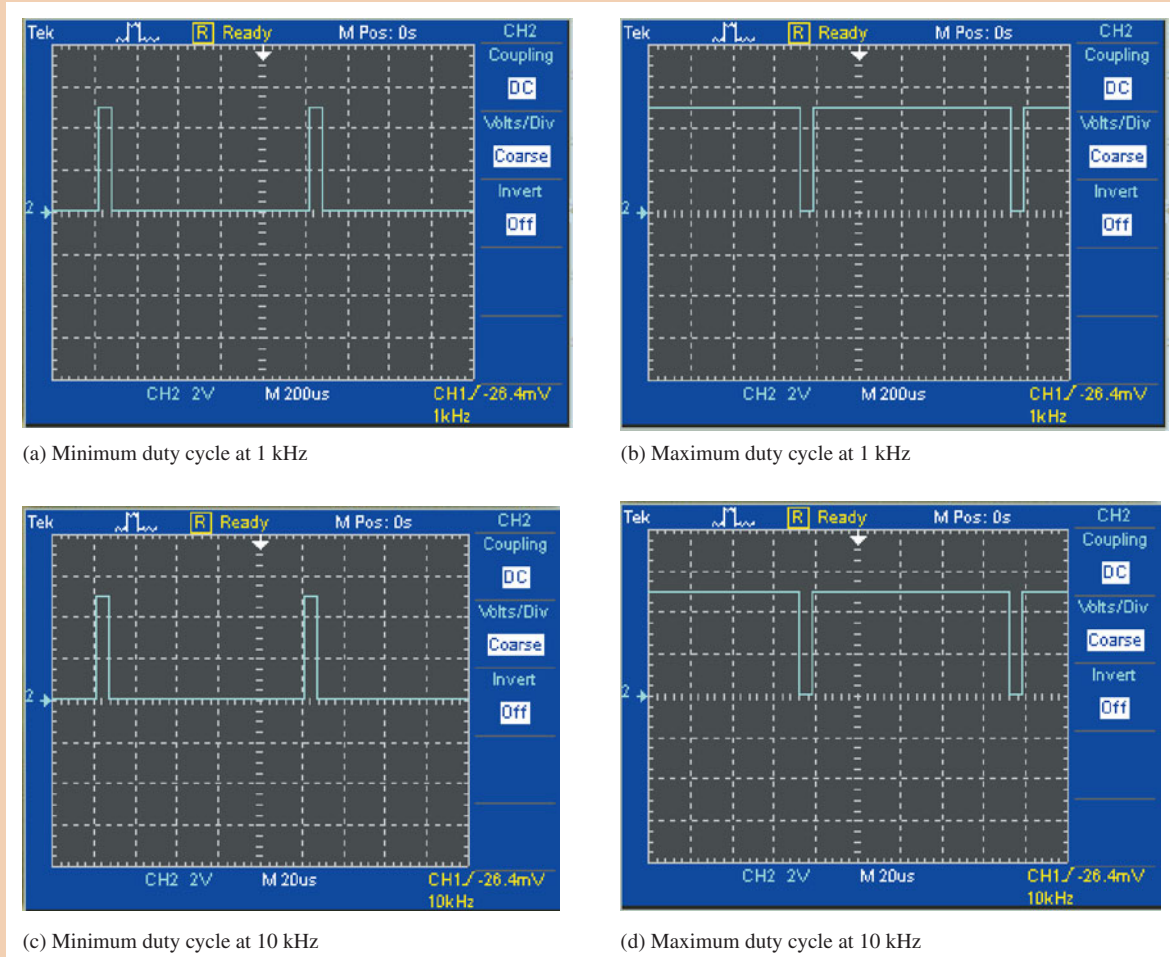 Tek R Ready M Pos: 0s CH2
Coupling
DC
Volts/Div
Coarse
Invert
Off
2
CH2 2V M 200us CH1 -26.4mV
1kHz
(a) Minimum duty cycle at 1 kHz
Tek R Ready M Pos: 0s CH2
Coupling
DC
Volts/Div
Coarse
Invert
Off
2
CH2 2V M 200us CH1 -26.4mV
1kHz
(b) Maximum duty cycle at 1 kHz
Tek R Ready M Pos: 0s CH2
Coupling
DC
Volts/Div
Coarse
Invert
Off
2
CH2 2V M 20us CH1 -26.4mV
10kHz
(c) Minimum duty cycle at 10 kHz
Tek R Ready M Pos: 0s CH2
Coupling
DC
Volts/Div
Coarse
Invert
Off
2
CH2 2V M 20us CH1 -26.4mV
10kHz
(d) Maximum duty cycle at 10 kHz